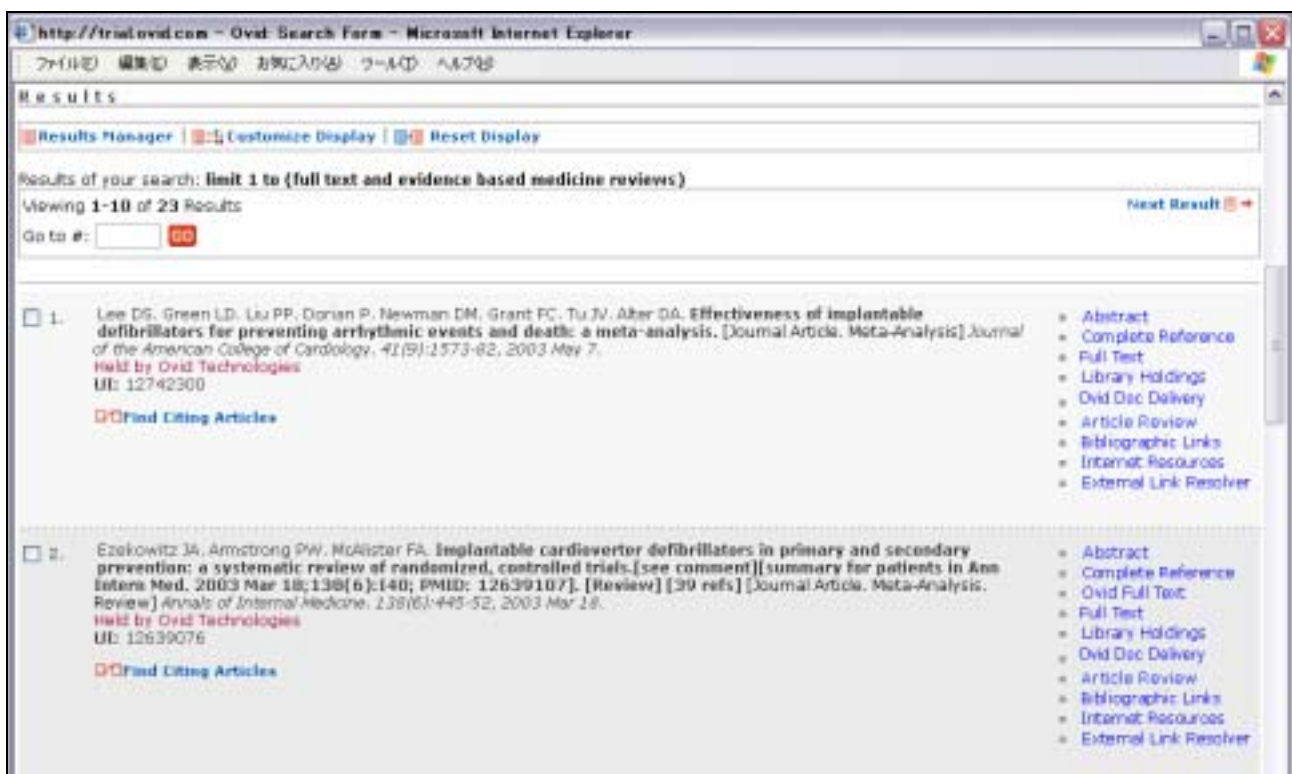 http://trial.ovid.com - Ovid: Search Form - Microsoft Internet Explorer
ファイル(F) 編集(E) 表示(V) お気に入り(A) ツール(T) ヘルプ(H)
Results
Results Manager | Customize Display | Reset Display
Results of your search: limit 1 to (full text and evidence based medicine reviews)
Viewing 1-10 of 23 Results
Next Result
Go to #: GO
1. Lee DS. Green LD. Liu PP. Dorian P. Newman DM. Grant FC. Tu JV. Alter DA. Effectiveness of implantable
defibrillators for preventing arrhythmic events and death: a meta-analysis. [Journal Article. Meta-Analysis] Journal
of the American College of Cardiology. 41(9):1573-82, 2003 May 7.
Held by Ovid Technologies
UI: 12742300
Find Citing Articles
Abstract
Complete Reference
Full Text
Library Holdings
Ovid Doc Delivery
Article Review
Bibliographic Links
Internet Resources
External Link Resolver
2. Ezekowitz JA. Armstrong PW. McAlister FA. Implantable cardioverter defibrillators in primary and secondary
prevention: a systematic review of randomized, controlled trials.[see comment][summary for patients in Ann
Intern Med. 2003 Mar 18;138(6):I40; PMID: 12639107]. [Review] [39 refs] [Journal Article. Meta-Analysis.
Review] Annals of Internal Medicine. 138(6):445-52, 2003 Mar 18.
Held by Ovid Technologies
UI: 12639076
Find Citing Articles
Abstract
Complete Reference
Ovid Full Text
Full Text
Library Holdings
Ovid Doc Delivery
Article Review
Bibliographic Links
Internet Resources
External Link Resolver